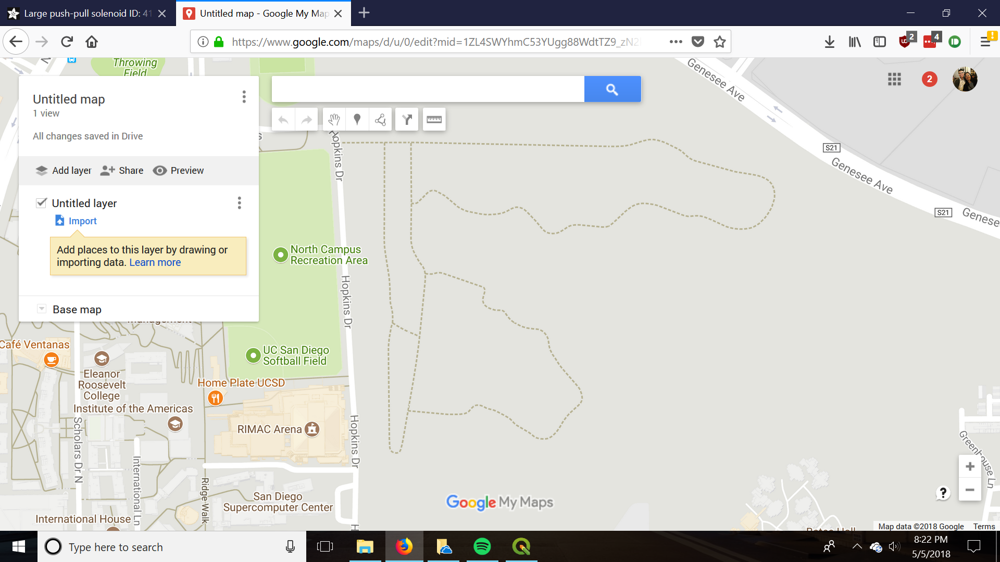 Large push-pull solenoid ID: 41
Untitled map - Google My Map
https://www.google.com/maps/d/u/0/edit?mid=1ZL4SWYhmC53YUgg88WdtTZ9_zN2
2
4
Throwing
Field
Genesee Ave
2
Untitled map
1 view
All changes saved in Drive
Add layer
Share
Preview
Untitled layer
Import
Add places to this layer by drawing or
importing data. Learn more
Base map
Hopkins Dr
S21
Genesee Ave
S21
Genese
North Campus
Recreation Area
Hopkins Dr
Café Ventanas
UC San Diego
Softball Field
Eleanor
Roosevelt
College
Home Plate UCSD
Institute of the Americas
RIMAC Arena
Hopkins Dr
Scholars Dr N
International Ln
Ridge Walk
Greenhouse Ln
San Diego
Supercomputer Center
International House
Google My Maps
?
Map data ©2018 Google
Terms
Type here to search
8:22 PM
5/5/2018